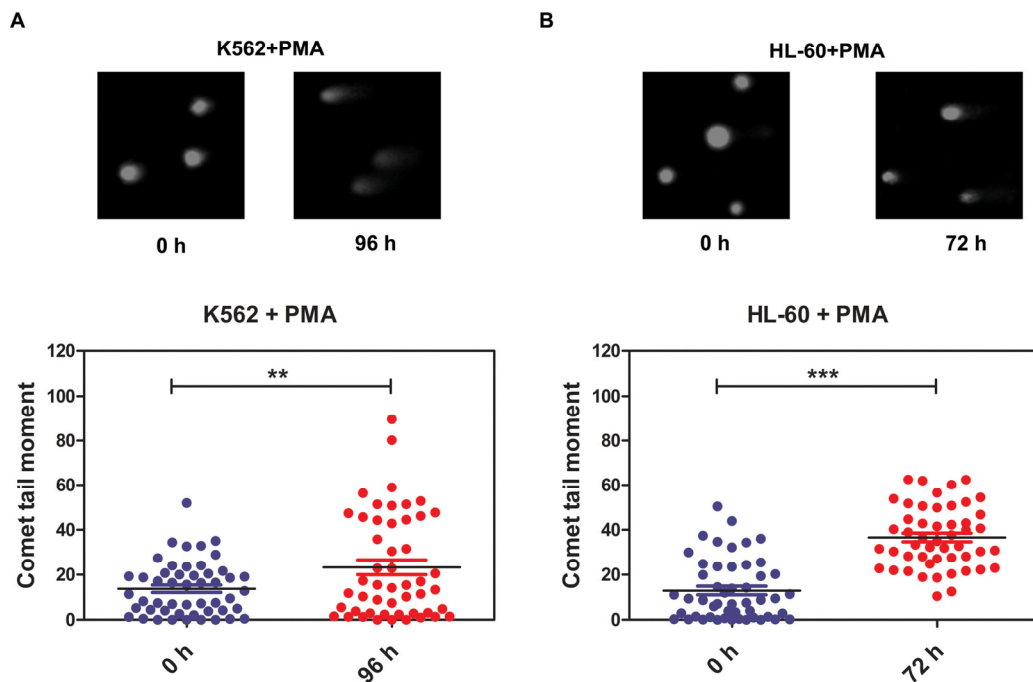 A
K562+PMA
0 h
96 h
K562 + PMA
Comet tail moment
120
100
80
60
40
20
0
**
0 h
96 h
B
HL-60+PMA
0 h
72 h
HL-60 + PMA
Comet tail moment
120
100
80
60
40
20
0
***
0 h
72 h